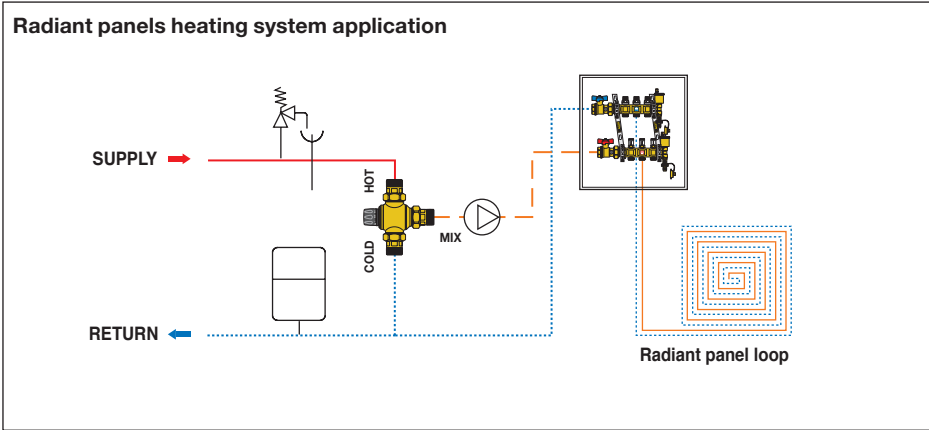 Radiant panels heating system application
SUPPLY
HOT
MIX
COLD
RETURN
Radiant panel loop